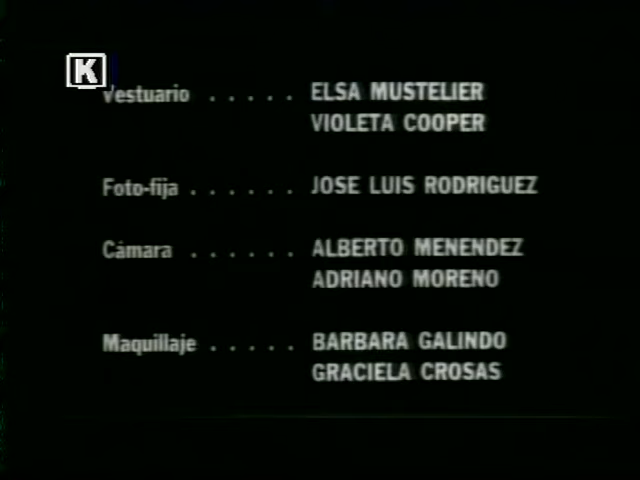 K
Vestuario . . . . . ELSA MUSTELIER
VIOLETA COOPER
Foto-fija . . . . . . JOSE LUIS RODRIGUEZ
Cámara . . . . . . ALBERTO MENENDEZ
ADRIANO MORENO
Maquillaje . . . . . BARBARA GALINDO
GRACIELA CROSAS